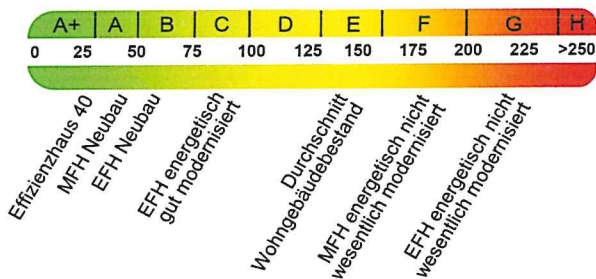 A+ A B C D E F G H
0 25 50 75 100 125 150 175 200 225 >250
Effizienzhaus 40
MFH Neubau
EFH Neubau
EFH energetisch
gut modernisiert
Durchschnitt
Wohngebäudebestand
MFH energetisch nicht
wesentlich modernisiert
EFH energetisch nicht
wesentlich modernisiert